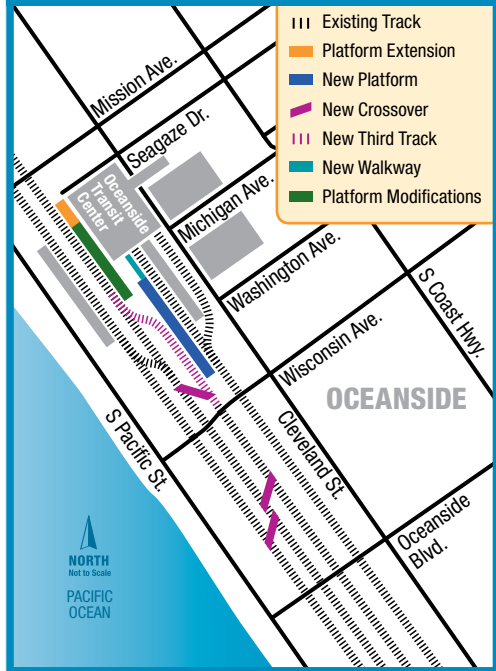 Existing Track
Platform Extension
New Platform
New Crossover
New Third Track
New Walkway
Platform Modifications
Mission Ave.
Seagaze Dr.
Oceanside
Transit
Center
Michigan Ave.
Washington Ave.
S Coast Hwy.
Wisconsin Ave.
OCEANSIDE
S Pacific St.
Cleveland St.
Oceanside
Blvd.
NORTH
Not to Scale
PACIFIC
OCEAN